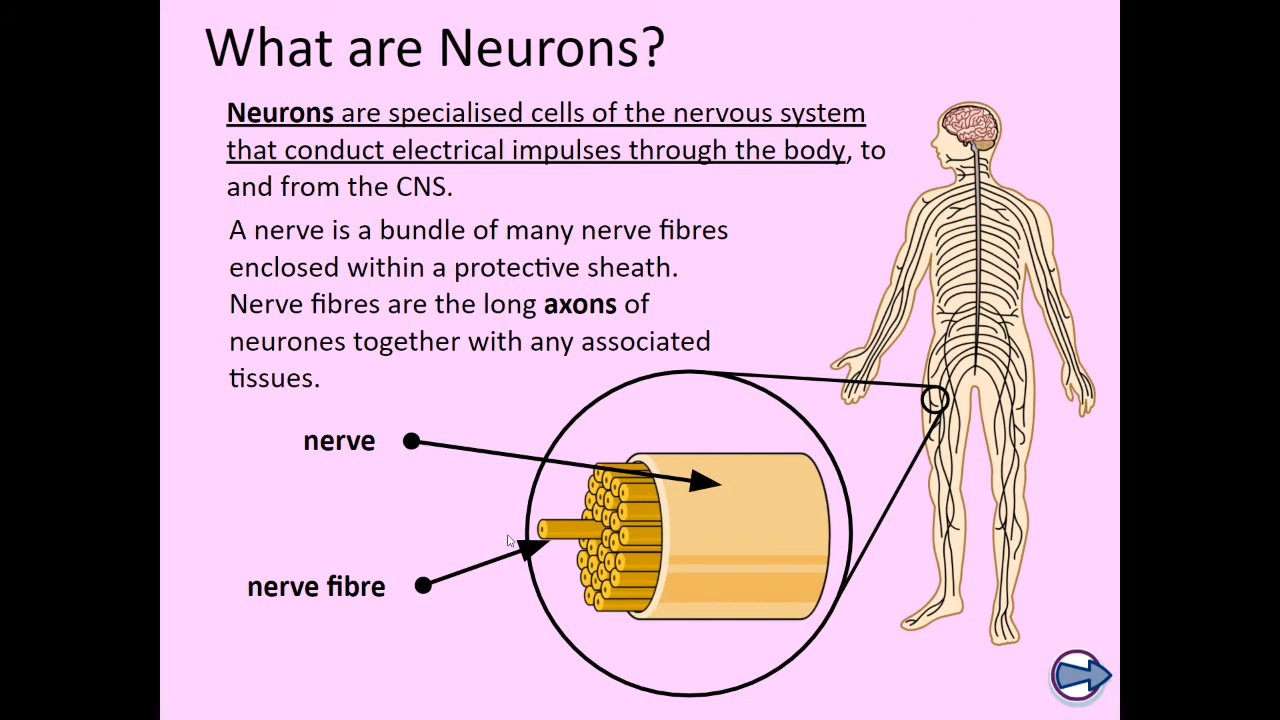 What are Neurons?
Neurons are specialised cells of the nervous system
that conduct electrical impulses through the body, to
and from the CNS.
A nerve is a bundle of many nerve fibres
enclosed within a protective sheath.
Nerve fibres are the long axons of
neurones together with any associated
tissues.
nerve
nerve fibre